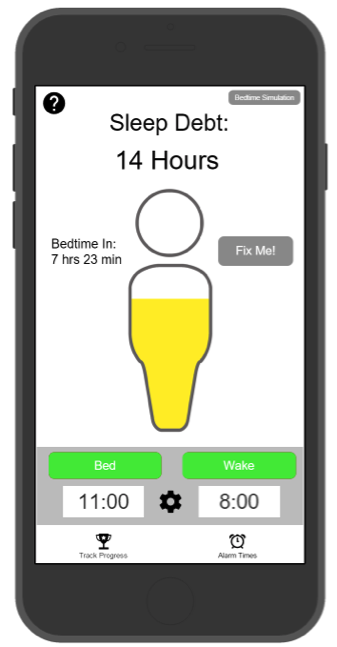 ?
Bedtime Simulation
Sleep Debt:
14 Hours
Bedtime In:
7 hrs 23 min
Fix Me!
Bed
Wake
11:00
8:00
Track Progress
Alarm Times